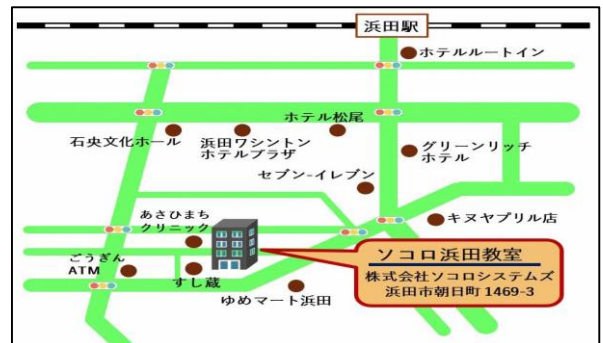 浜田駅
ホテルルートイン
ホテル松尾
石央文化ホール
浜田ワシントン
ホテルプラザ
グリーンリッチ
ホテル
セブン-イレブン
あさひまち
クリニック
キヌヤプリル店
ソコロ浜田教室
株式会社ソコロシステムズ
浜田市朝日町1469-3
ごうぎん
ATM
すし蔵
ゆめマート浜田